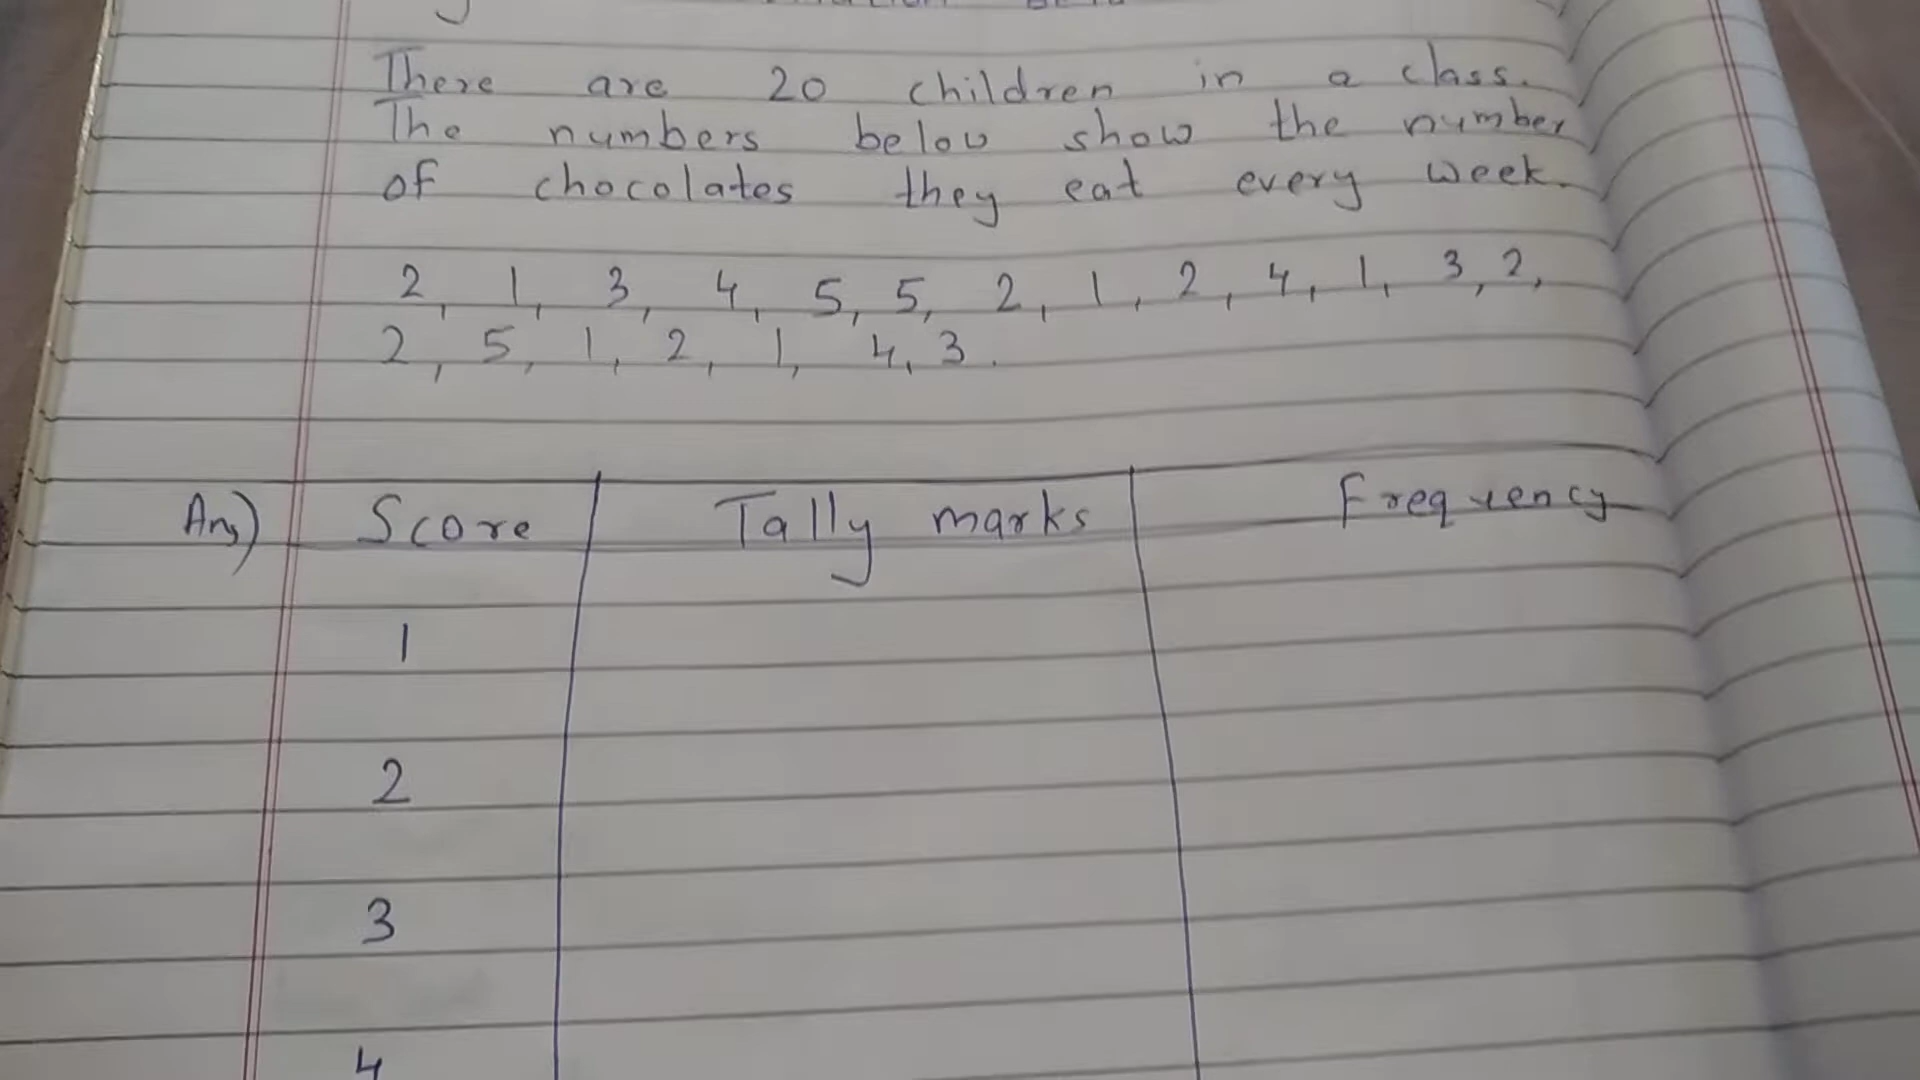 There are 20 children in a class.
The numbers below show the number
of chocolates they eat every week.
2, 1, 3, 4, 5, 5, 2, 1, 2, 4, 1, 3, 2,
2, 5, 1, 2, 1, 4, 3.
Ans) Score Tally marks Frequency
1
2
3
4